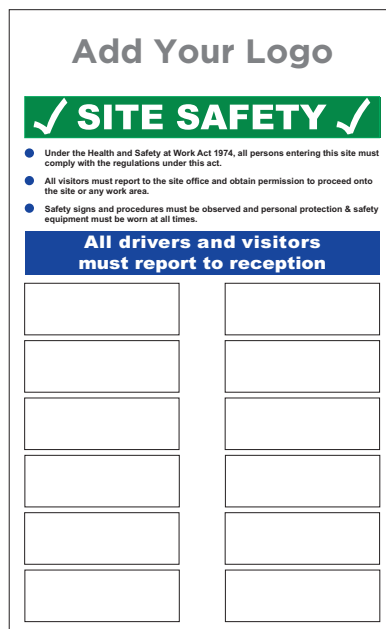 Add Your Logo
SITE SAFETY
Under the Health and Safety at Work Act 1974, all persons entering this site must
comply with the regulations under this act.
All visitors must report to the site office and obtain permission to proceed onto
the site or any work area.
Safety signs and procedures must be observed and personal protection & safety
equipment must be worn at all times.
All drivers and visitors
must report to reception